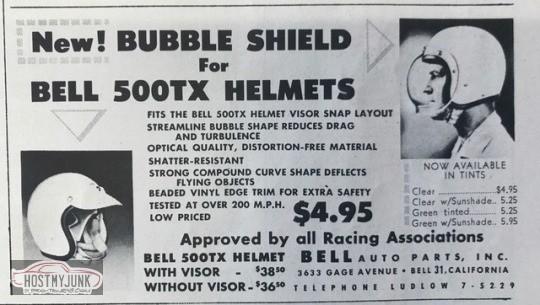 New! BUBBLE SHIELD
For
BELL 500TX HELMETS
FITS THE BELL 500TX HELMET VISOR SNAP LAYOUT
STREAMLINE BUBBLE SHAPE REDUCES DRAG
AND TURBULENCE
OPTICAL QUALITY, DISTORTION-FREE MATERIAL
SHATTER-RESISTANT
STRONG COMPOUND CURVE SHAPE DEFLECTS
FLYING OBJECTS
BEADED VINYL EDGE TRIM FOR EXTRA SAFETY
TESTED AT OVER 200 M.P.H.
LOW PRICED
$4.95
NOW AVAILABLE
IN TINTS
Clear ..................$4.95
Clear w/Sunshade.. 5.25
Green tinted......... 5.25
Green w/Sunshade.. 5.95
Approved by all Racing Associations
BELL 500TX HELMET
WITH VISOR - $38.50
WITHOUT VISOR - $36.50
BELL AUTO PARTS, INC.
3633 GAGE AVENUE • BELL 31, CALIFORNIA
TELEPHONE LUDLOW 7-5229
HOSTMYJUNK